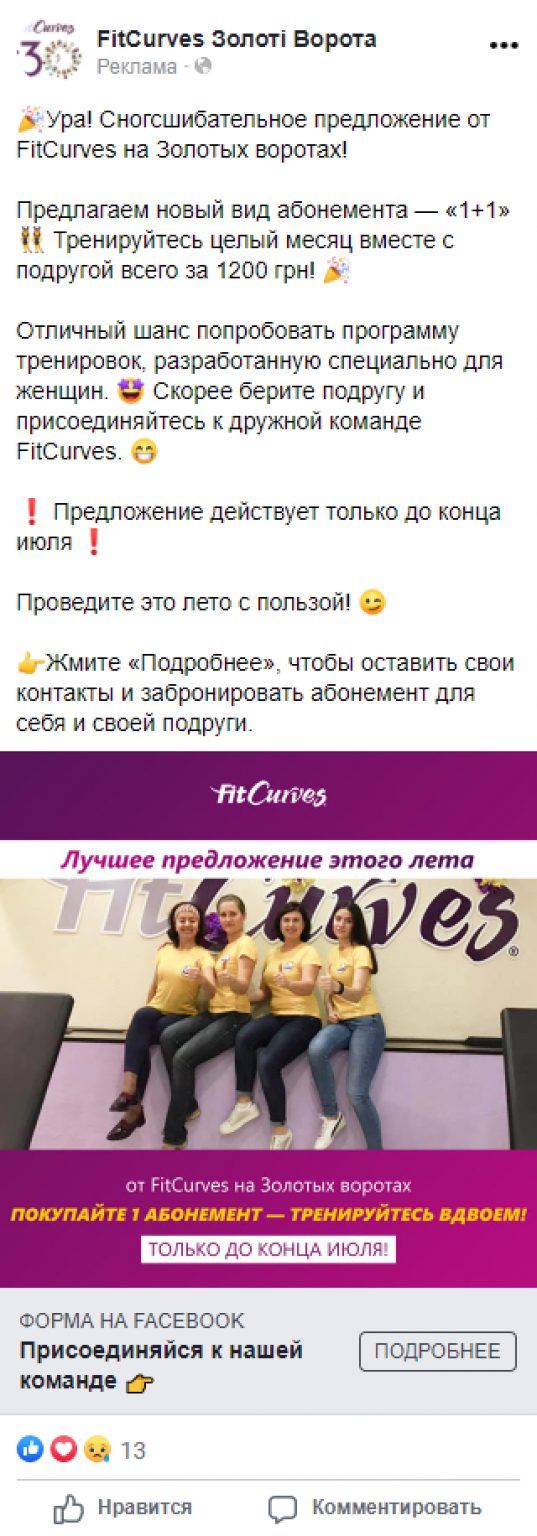 Curves
30
FitCurves Золоті Ворота
Реклама ·
🎉Ура! Сногсшибательное предложение от
FitCurves на Золотых воротах!
Предлагаем новый вид абонемента — «1+1»
👯 Тренируйтесь целый месяц вместе с
подругой всего за 1200 грн! 🎉
Отличный шанс попробовать программу
тренировок, разработанную специально для
женщин. 🤩 Скорее берите подругу и
присоединяйтесь к дружной команде
FitCurves. 😁
❗ Предложение действует только до конца
июля ❗
Проведите это лето с пользой! 😉
👉Жмите «Подробнее», чтобы оставить свои
контакты и забронировать абонемент для
себя и своей подруги.
FitCurves
Лучшее предложение этого лета
FitCurves®
от FitCurves на Золотых воротах
ПОКУПАЙТЕ 1 АБОНЕМЕНТ — ТРЕНИРУЙТЕСЬ ВДВОЕМ!
ТОЛЬКО ДО КОНЦА ИЮЛЯ!
ФОРМА НА FACEBOOK
Присоединяйся к нашей
команде 👉
ПОДРОБНЕЕ
13
Нравится
Комментировать